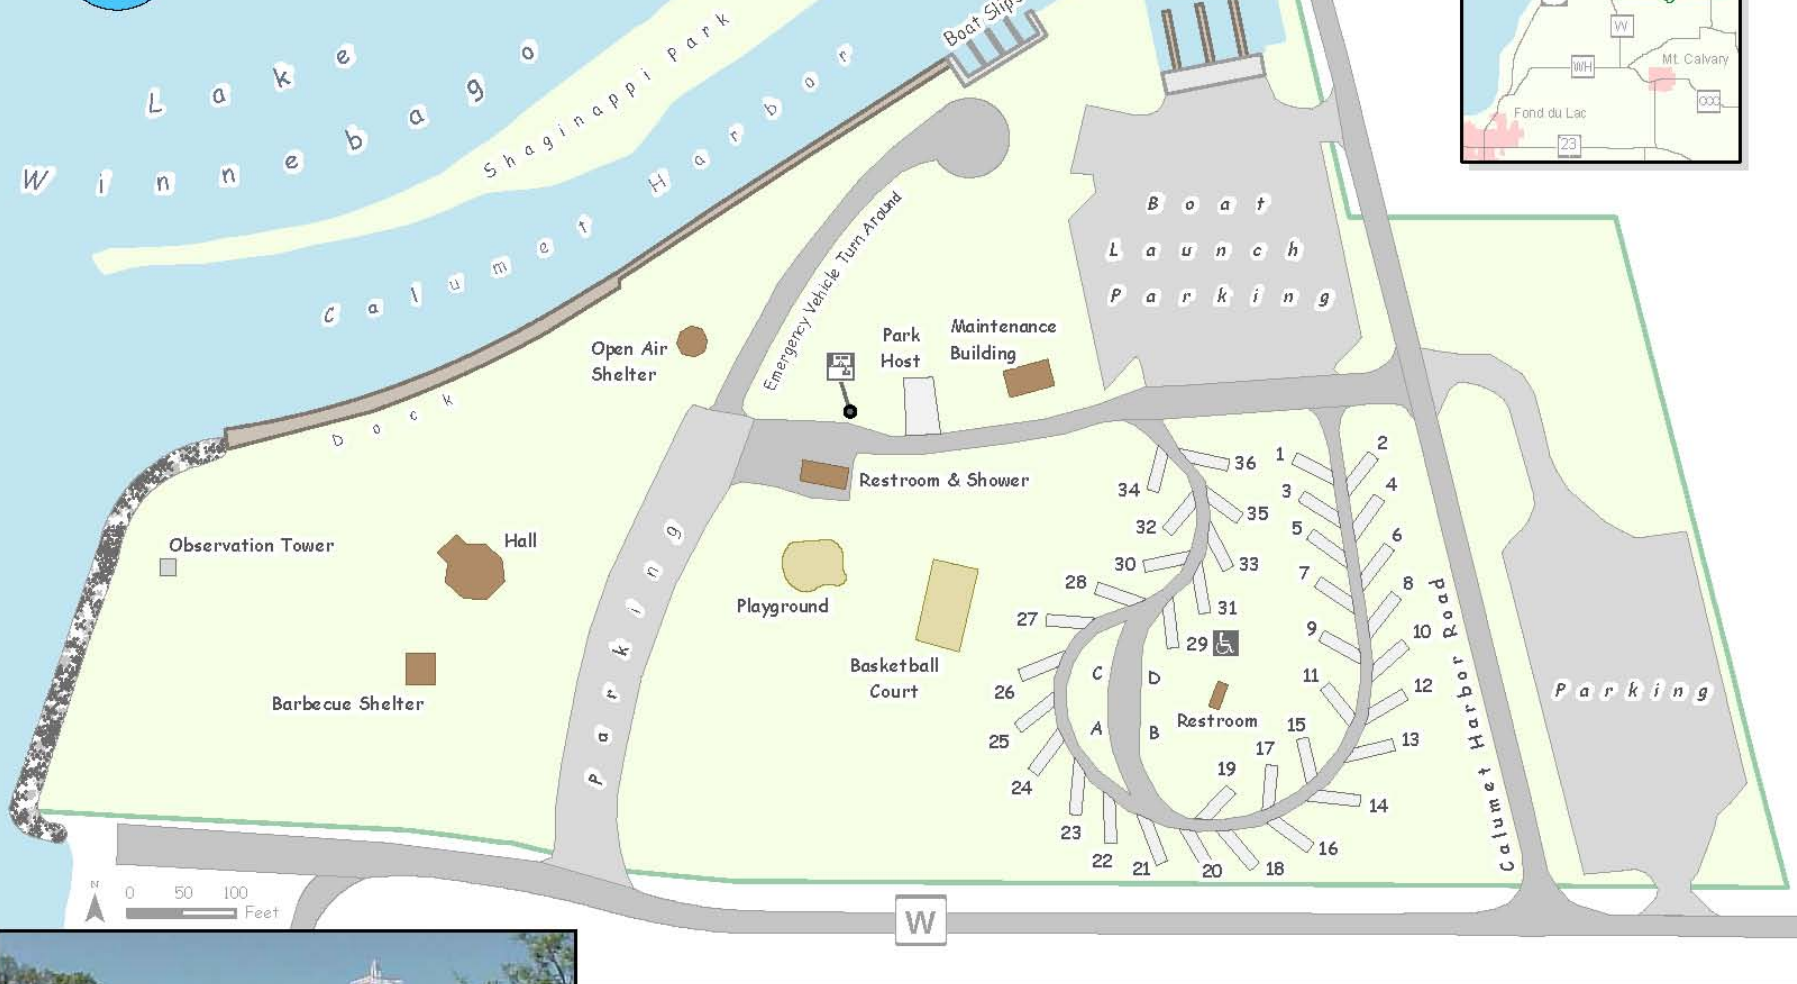 Lake
Winnebago
Shaginappi Park
Calumet Harbor
Boat Slips
Dock
Emergency Vehicle Turn Around
Boat
Launch
Parking
Open Air
Shelter
Park
Host
Maintenance
Building
Restroom & Shower
Observation Tower
Hall
Barbecue Shelter
Parking
Playground
Basketball
Court
36
34
35
32
33
30
31
28
29
27
26
25
24
23
22
21
20
19
18
17
16
15
14
13
12
11
10
9
8
7
6
5
4
3
2
1
C
D
A
B
Restroom
Calumet Harbor Road
Parking
W
N
0 50 100
Feet
W
WH
Mt. Calvary
Fond du Lac
23